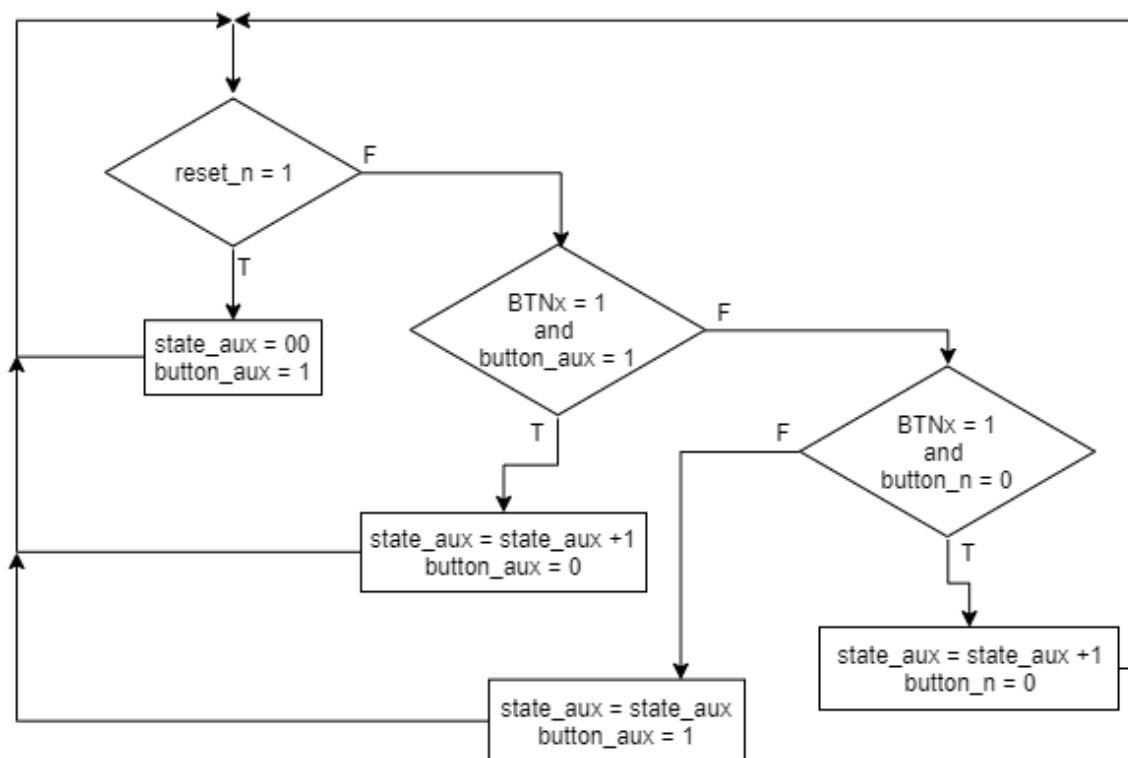 reset_n = 1
F
T
state_aux = 00
button_aux = 1
BTNx = 1
and
button_aux = 1
F
T
state_aux = state_aux +1
button_aux = 0
BTNx = 1
and
button_n = 0
F
T
state_aux = state_aux +1
button_n = 0
state_aux = state_aux
button_aux = 1